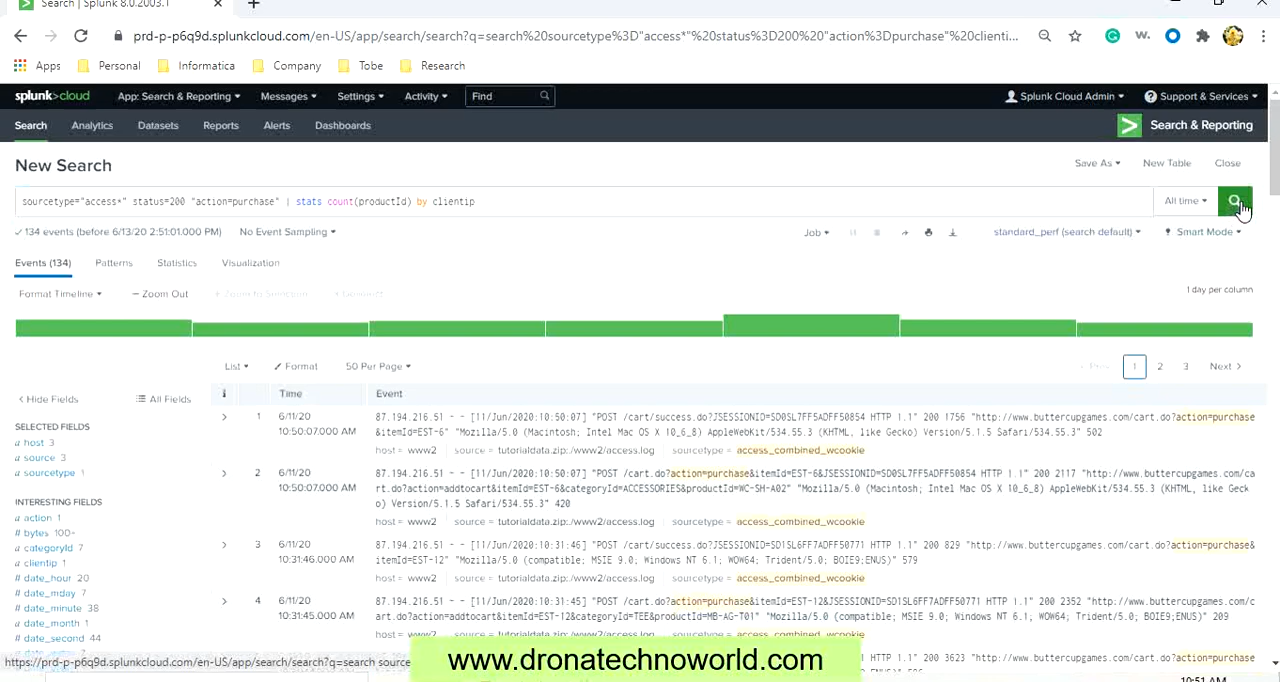 Search | Splunk 8.0.2003.1
prd-p-p6q9d.splunkcloud.com/en-US/app/search/search?q=search%20sourcetype%3D"access*"%20status%3D200%20"action%3Dpurchase"%20clienti...
Apps Personal Informatica Company Tobe Research
splunk>cloud App: Search & Reporting Messages Settings Activity Find Splunk Cloud Admin Support & Services
Search Analytics Datasets Reports Alerts Dashboards Search & Reporting
New Search Save As New Table Close
sourcetype="access*" status=200 "action=purchase" | stats count(productId) by clientip All time
134 events (before 6/13/20 2:51:01.000 PM) No Event Sampling Job standard_perf (search default) Smart Mode
Events (134) Patterns Statistics Visualization
Format Timeline — Zoom Out + Zoom to Selection 1 day per column
List Format 50 Per Page < Prev 1 2 3 Next >
< Hide Fields All Fields i Time Event
SELECTED FIELDS
a host 3
a source 3
a sourcetype 1
INTERESTING FIELDS
a action 1
# bytes 100+
a categoryId 7
a clientip 1
# date_hour 20
# date_mday 7
# date_minute 38
a date_month 1
# date_second 44
> 1 6/11/20
10:50:07.000 AM
87.194.216.51 - - [11/Jun/2020:10:50:07] "POST /cart/success.do?JSESSIONID=SD0SL7FF5ADFF50854 HTTP 1.1" 200 1756 "http://www.buttercupgames.com/cart.do?action=purchase
&itemId=EST-6" "Mozilla/5.0 (Macintosh; Intel Mac OS X 10_6_8) AppleWebKit/534.55.3 (KHTML, like Gecko) Version/5.1.5 Safari/534.55.3" 502
host = www2 source = tutorialdata.zip:/www2/access.log sourcetype = access_combined_wcookie
> 2 6/11/20
10:50:07.000 AM
87.194.216.51 - - [11/Jun/2020:10:50:07] "POST /cart.do?action=purchase&itemId=EST-6&JSESSIONID=SD0SL7FF5ADFF50854 HTTP 1.1" 200 2117 "http://www.buttercupgames.com/ca
rt.do?action=addtocart&itemId=EST-6&categoryId=ACCESSORIES&productId=WC-SH-A02" "Mozilla/5.0 (Macintosh; Intel Mac OS X 10_6_8) AppleWebKit/534.55.3 (KHTML, like Geck
o) Version/5.1.5 Safari/534.55.3" 420
host = www2 source = tutorialdata.zip:/www2/access.log sourcetype = access_combined_wcookie
> 3 6/11/20
10:31:46.000 AM
87.194.216.51 - - [11/Jun/2020:10:31:46] "POST /cart/success.do?JSESSIONID=SD1SL6FF7ADFF50771 HTTP 1.1" 200 829 "http://www.buttercupgames.com/cart.do?action=purchase&
itemId=EST-12" "Mozilla/5.0 (compatible; MSIE 9.0; Windows NT 6.1; WOW64; Trident/5.0; BOIE9;ENUS)" 579
host = www2 source = tutorialdata.zip:/www2/access.log sourcetype = access_combined_wcookie
> 4 6/11/20
10:31:45.000 AM
87.194.216.51 - - [11/Jun/2020:10:31:45] "POST /cart.do?action=purchase&itemId=EST-12&JSESSIONID=SD1SL6FF7ADFF50771 HTTP 1.1" 200 2352 "http://www.buttercupgames.com/c
art.do?action=addtocart&itemId=EST-12&categoryId=TEE&productId=MB-AG-T01" "Mozilla/5.0 (compatible; MSIE 9.0; Windows NT 6.1; WOW64; Trident/5.0; BOIE9;ENUS)" 209
host = www2 source = tutorialdata.zip:/www2/access.log sourcetype = access_combined_wcookie
https://prd-p-p6q9d.splunkcloud.com/en-US/app/search/search?q=search source
www.dronatechnoworld.com
10:51 AM